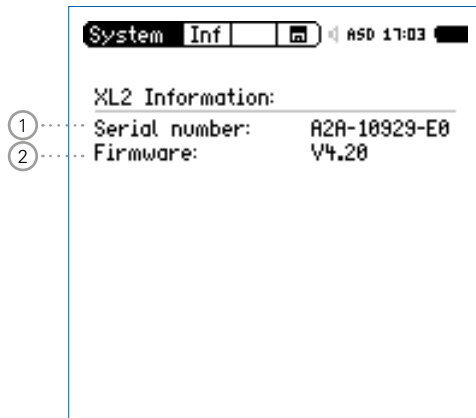 System Inf ASD 17:03
XL2 Information:
1 Serial number: A2A-10929-E0
2 Firmware: V4.20